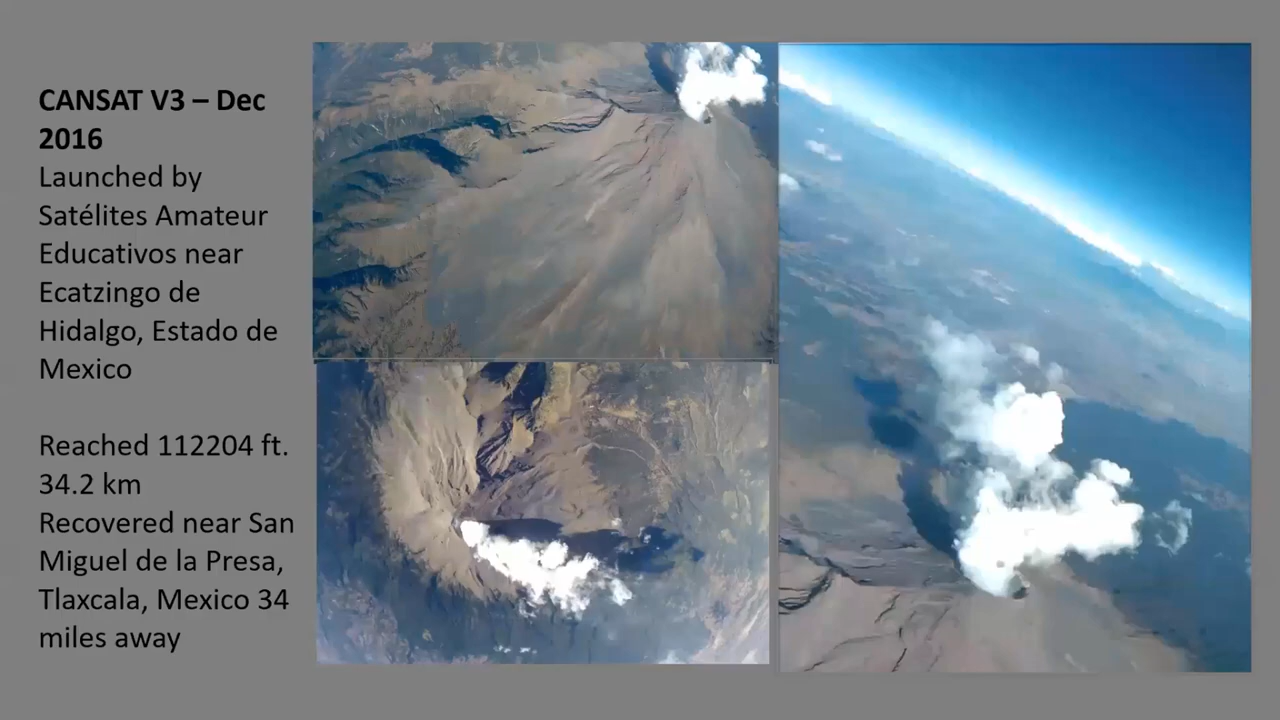 CANSAT V3 – Dec
2016
Launched by
Satélites Amateur
Educativos near
Ecatzingo de
Hidalgo, Estado de
Mexico
Reached 112204 ft.
34.2 km
Recovered near San
Miguel de la Presa,
Tlaxcala, Mexico 34
miles away